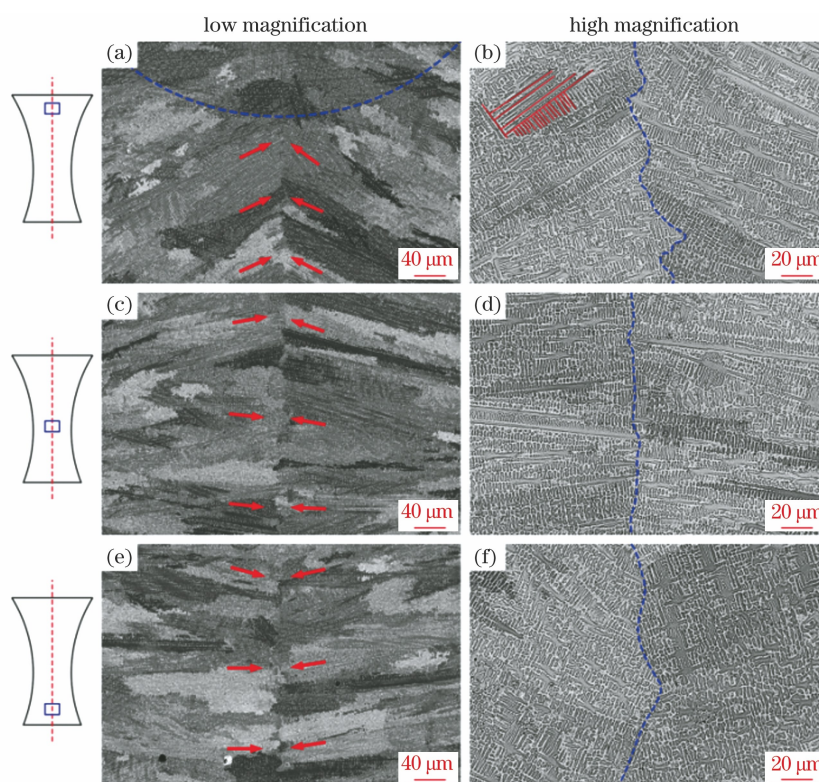 low magnification
high magnification
(a)
(b)
40 μm
20 μm
(c)
(d)
40 μm
20 μm
(e)
(f)
40 μm
20 μm